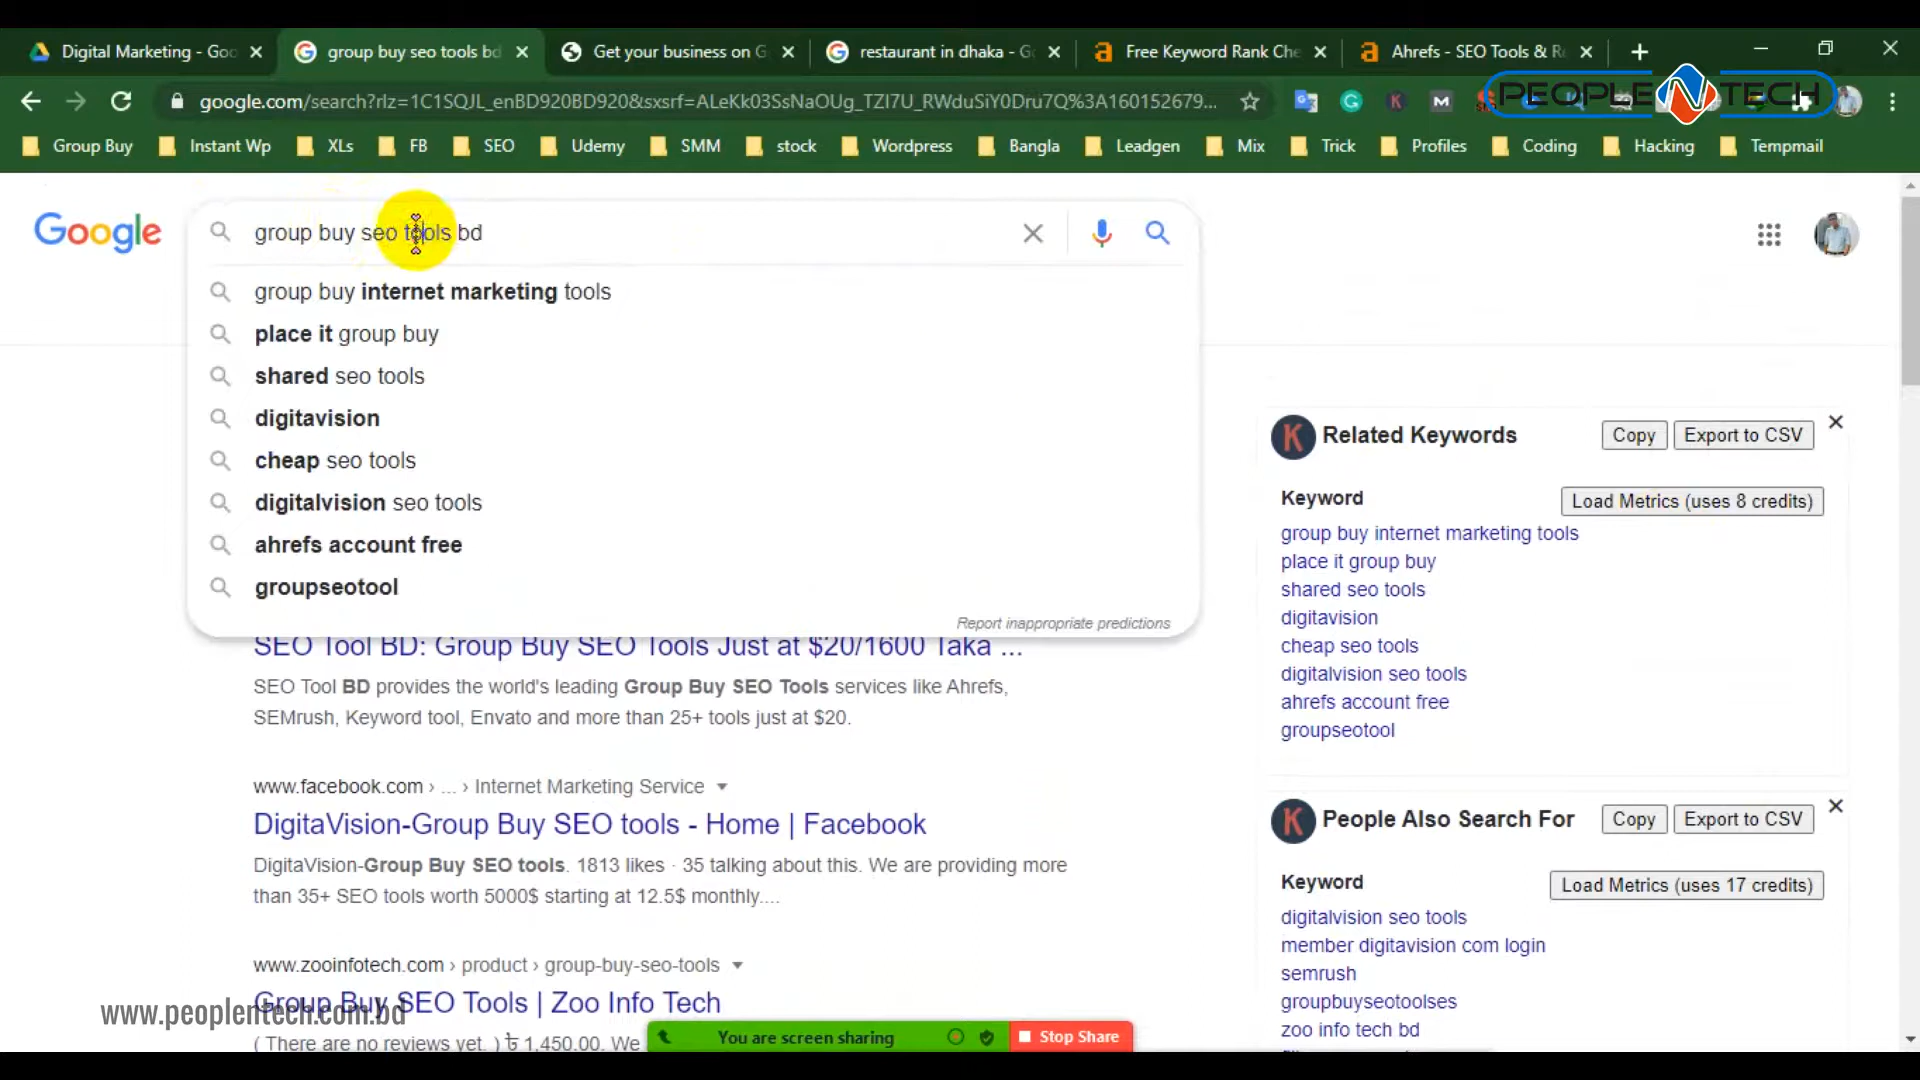 Digital Marketing - Goo
group buy seo tools bd
Get your business on G
restaurant in dhaka - G
Free Keyword Rank Che
Ahrefs - SEO Tools & R
google.com/search?rlz=1C1SQJL_enBD920BD920&sxsrf=ALeKk03SsNaOUg_TZI7U_RWduSiY0Dru7Q%3A160152679...
PEOPLE N TECH
Group Buy
Instant Wp
XLs
FB
SEO
Udemy
SMM
stock
Wordpress
Bangla
Leadgen
Mix
Trick
Profiles
Coding
Hacking
Tempmail
Google
group buy seo tools bd
group buy internet marketing tools
place it group buy
shared seo tools
digitavision
cheap seo tools
digitalvision seo tools
ahrefs account free
groupseotool
Report inappropriate predictions
SEO Tool BD: Group Buy SEO Tools Just at $20/1600 Taka ...
SEO Tool BD provides the world's leading Group Buy SEO Tools services like Ahrefs,
SEMrush, Keyword tool, Envato and more than 25+ tools just at $20.
www.facebook.com › ... › Internet Marketing Service
DigitaVision-Group Buy SEO tools - Home | Facebook
DigitaVision-Group Buy SEO tools. 1813 likes · 35 talking about this. We are providing more
than 35+ SEO tools worth 5000$ starting at 12.5$ monthly....
www.zooinfotech.com › product › group-buy-seo-tools
Group Buy SEO Tools | Zoo Info Tech
( There are no reviews yet. ) ৳ 1,450.00. We
Related Keywords
Copy
Export to CSV
Keyword
Load Metrics (uses 8 credits)
group buy internet marketing tools
place it group buy
shared seo tools
digitavision
cheap seo tools
digitalvision seo tools
ahrefs account free
groupseotool
People Also Search For
Copy
Export to CSV
Keyword
Load Metrics (uses 17 credits)
digitalvision seo tools
member digitavision com login
semrush
groupbuyseotoolses
zoo info tech bd
www.peoplentech.com.bd
You are screen sharing
Stop Share